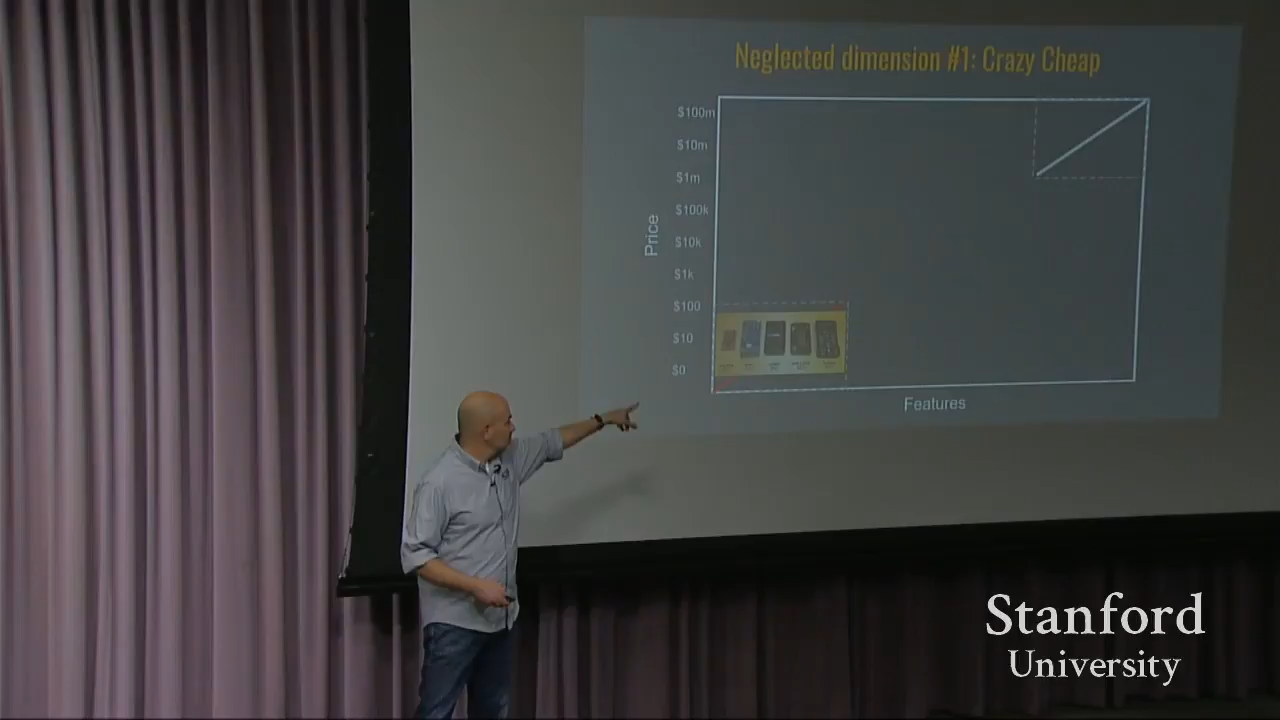 Neglected dimension #1: Crazy Cheap
$100m
$10m
$1m
$100k
$10k
$1k
$100
$10
$0
Price
Features
Stanford
University